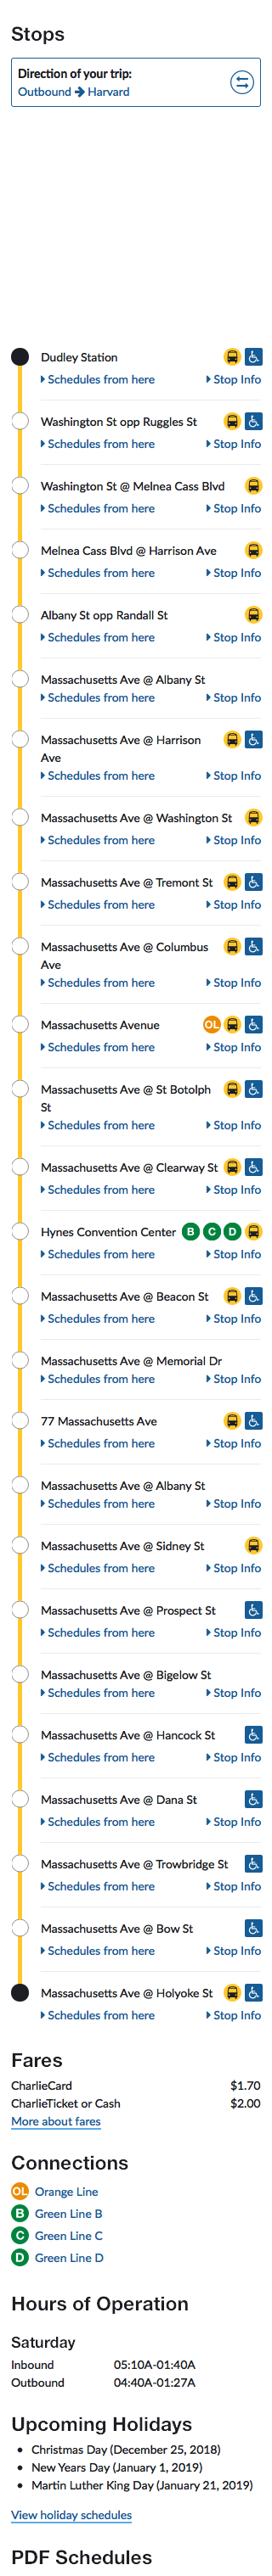 Stops
Direction of your trip:
Outbound → Harvard
Dudley Station
Schedules from here Stop Info
Washington St opp Ruggles St
Schedules from here Stop Info
Washington St @ Melnea Cass Blvd
Schedules from here Stop Info
Melnea Cass Blvd @ Harrison Ave
Schedules from here Stop Info
Albany St opp Randall St
Schedules from here Stop Info
Massachusetts Ave @ Albany St
Schedules from here Stop Info
Massachusetts Ave @ Harrison
Ave
Schedules from here Stop Info
Massachusetts Ave @ Washington St
Schedules from here Stop Info
Massachusetts Ave @ Tremont St
Schedules from here Stop Info
Massachusetts Ave @ Columbus
Ave
Schedules from here Stop Info
Massachusetts Avenue OL
Schedules from here Stop Info
Massachusetts Ave @ St Botolph
St
Schedules from here Stop Info
Massachusetts Ave @ Clearway St
Schedules from here Stop Info
Hynes Convention Center B C D
Schedules from here Stop Info
Massachusetts Ave @ Beacon St
Schedules from here Stop Info
Massachusetts Ave @ Memorial Dr
Schedules from here Stop Info
77 Massachusetts Ave
Schedules from here Stop Info
Massachusetts Ave @ Albany St
Schedules from here Stop Info
Massachusetts Ave @ Sidney St
Schedules from here Stop Info
Massachusetts Ave @ Prospect St
Schedules from here Stop Info
Massachusetts Ave @ Bigelow St
Schedules from here Stop Info
Massachusetts Ave @ Hancock St
Schedules from here Stop Info
Massachusetts Ave @ Dana St
Schedules from here Stop Info
Massachusetts Ave @ Trowbridge St
Schedules from here Stop Info
Massachusetts Ave @ Bow St
Schedules from here Stop Info
Massachusetts Ave @ Holyoke St
Schedules from here Stop Info
Fares
CharlieCard $1.70
CharlieTicket or Cash $2.00
More about fares
Connections
OL Orange Line
B Green Line B
C Green Line C
D Green Line D
Hours of Operation
Saturday
Inbound 05:10A-01:40A
Outbound 04:40A-01:27A
Upcoming Holidays
• Christmas Day (December 25, 2018)
• New Years Day (January 1, 2019)
• Martin Luther King Day (January 21, 2019)
View holiday schedules
PDF Schedules